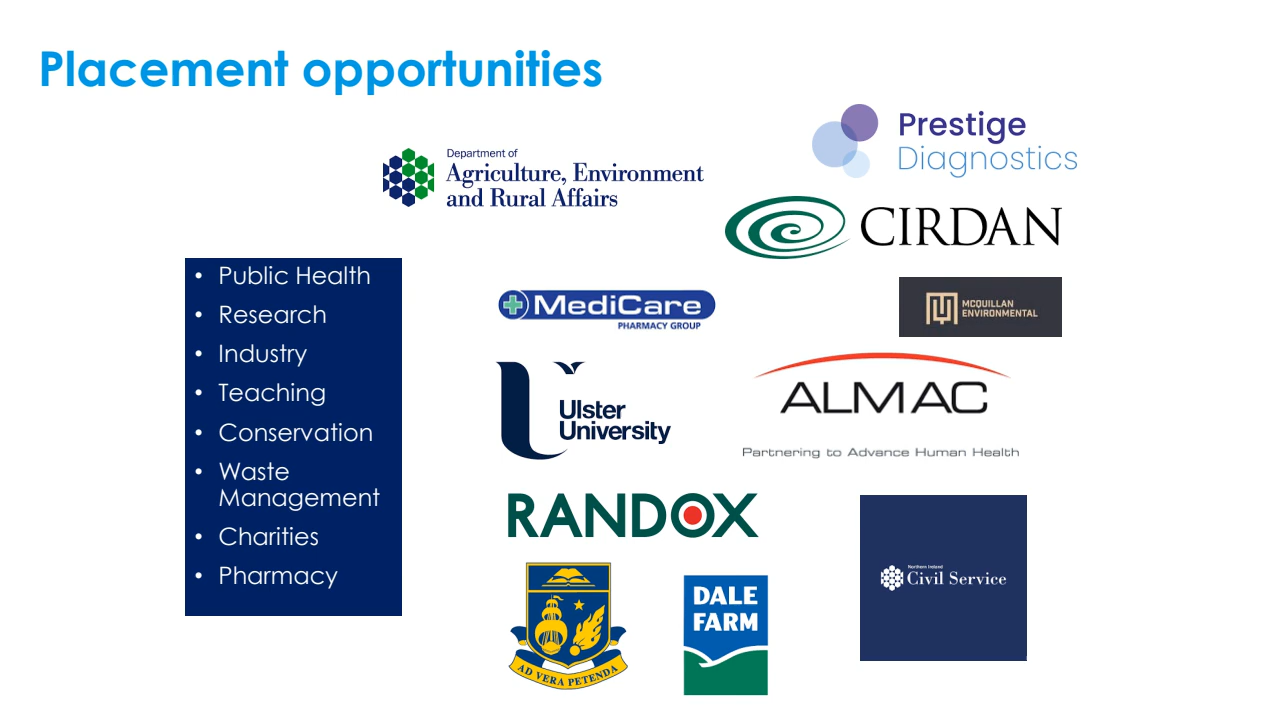 Placement opportunities
Prestige
Diagnostics
Department of
Agriculture, Environment
and Rural Affairs
CIRDAN
• Public Health
• Research
• Industry
• Teaching
• Conservation
• Waste
Management
• Charities
• Pharmacy
MediCare
PHARMACY GROUP
MCQUILLAN
ENVIRONMENTAL
Ulster
University
ALMAC
Partnering to Advance Human Health
RANDOX
Northern Ireland
Civil Service
AD VERA PETENDA
DALE
FARM